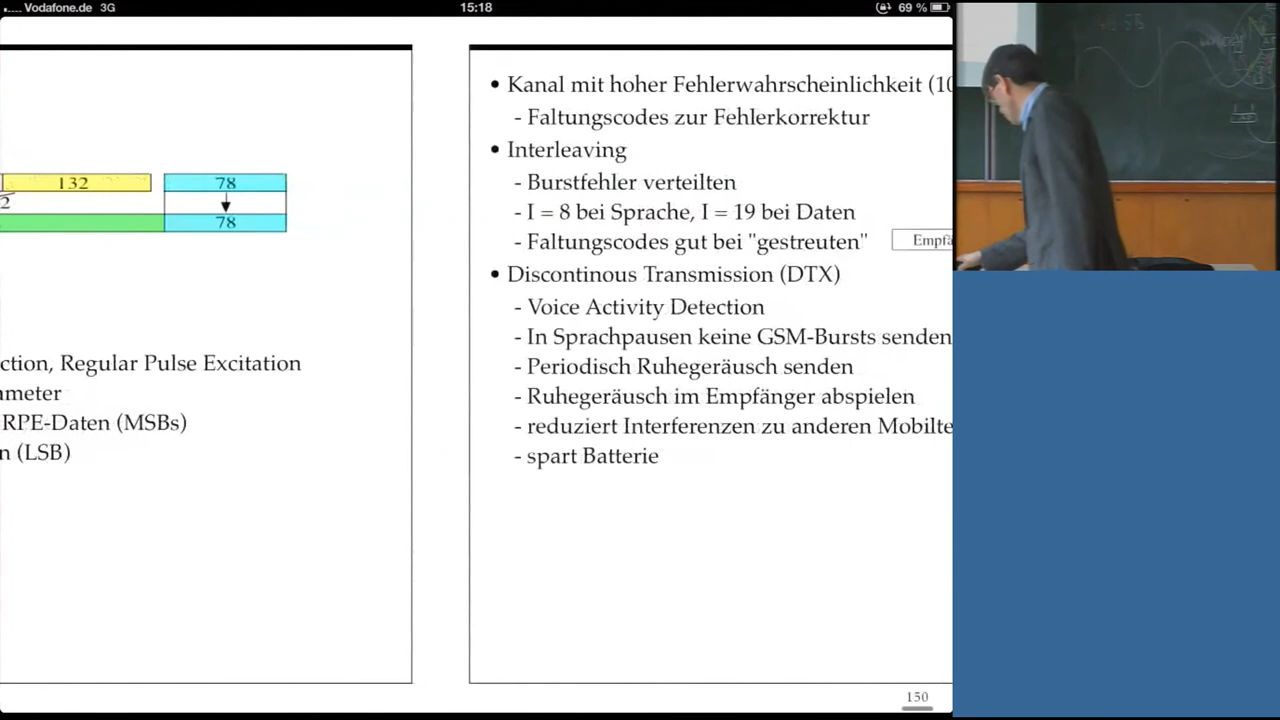 Vodafone.de 3G 15:18 69 %
132 78
2
78
ction, Regular Pulse Excitation
ameter
RPE-Daten (MSBs)
n (LSB)
• Kanal mit hoher Fehlerwahrscheinlichkeit (10
- Faltungscodes zur Fehlerkorrektur
• Interleaving
- Burstfehler verteilten
- I = 8 bei Sprache, I = 19 bei Daten
- Faltungscodes gut bei "gestreuten"
Empfä
• Discontinous Transmission (DTX)
- Voice Activity Detection
- In Sprachpausen keine GSM-Bursts senden
- Periodisch Ruhegeräusch senden
- Ruhegeräusch im Empfänger abspielen
- reduziert Interferenzen zu anderen Mobilte
- spart Batterie
150